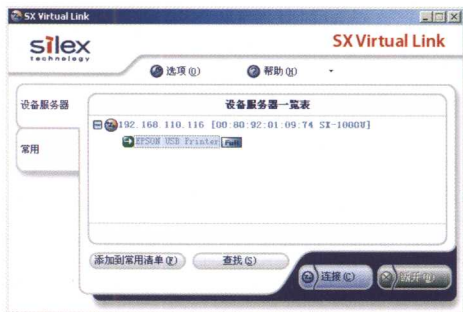 SX Virtual Link
silex
technology
SX Virtual Link
选项(O)
帮助(H)
设备服务器
常用
设备服务器一览表
192.168.110.116 [00:80:92:01:09:74 SX-1000U]
EPSON USB Printer Full
添加到常用清单(F)
查找(S)
连接(C)
断开(D)